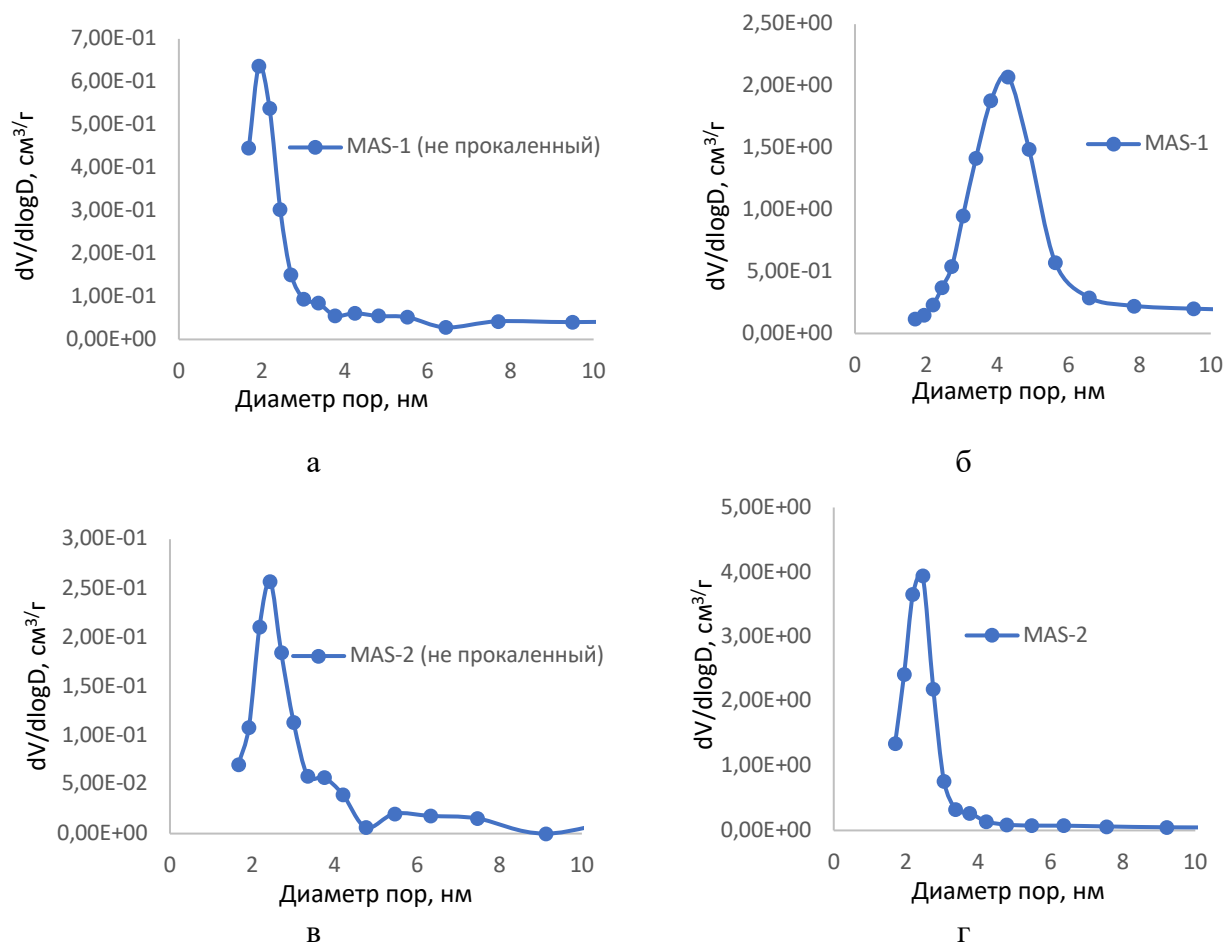 7,00E-01
6,00E-01
5,00E-01
4,00E-01
3,00E-01
2,00E-01
1,00E-01
0,00E+00
dV/dlogD, см³/г
MAS-1 (не прокаленный)
0 2 4 6 8 10
Диаметр пор, нм
а
2,50E+00
2,00E+00
1,50E+00
1,00E+00
5,00E-01
0,00E+00
dV/dlogD, см³/г
MAS-1
0 2 4 6 8 10
Диаметр пор, нм
б
3,00E-01
2,50E-01
2,00E-01
1,50E-01
1,00E-01
5,00E-02
0,00E+00
dV/dlogD, см³/г
MAS-2 (не прокаленный)
0 2 4 6 8 10
Диаметр пор, нм
в
5,00E+00
4,00E+00
3,00E+00
2,00E+00
1,00E+00
0,00E+00
dV/dlogD, см³/г
MAS-2
0 2 4 6 8 10
Диаметр пор, нм
г